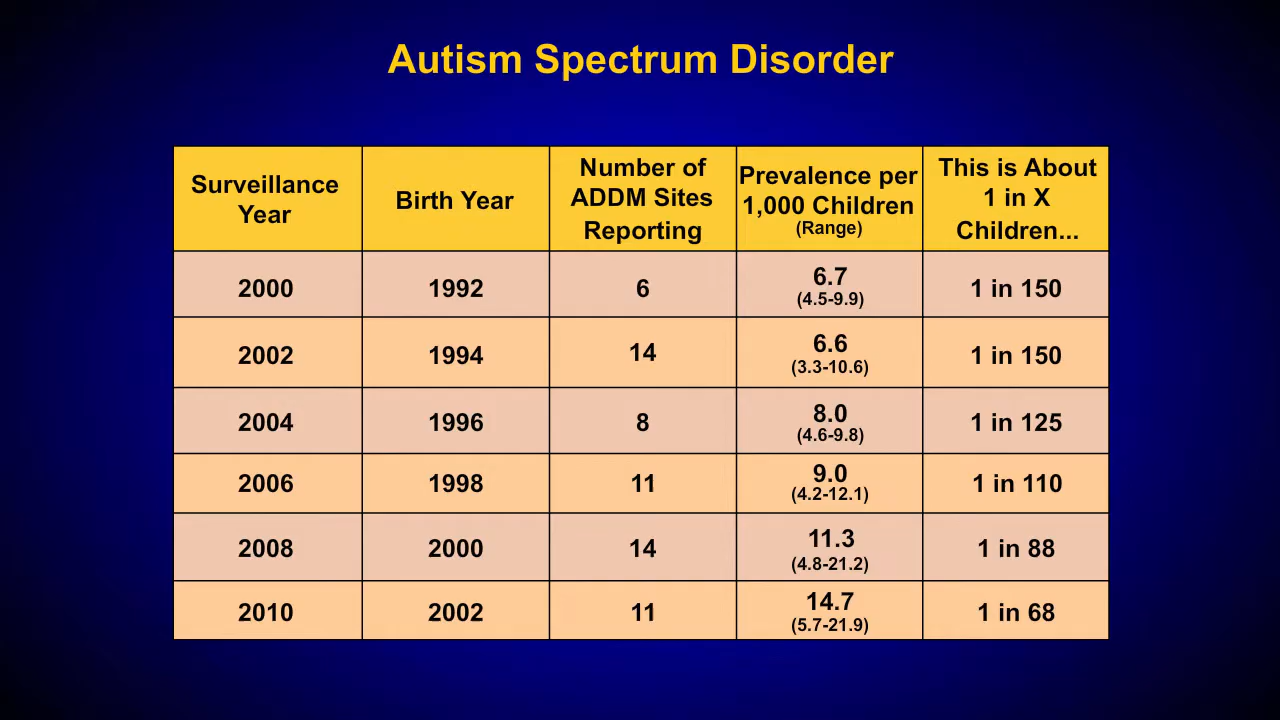 Autism Spectrum Disorder
Surveillance
Year
Birth Year
Number of
ADDM Sites
Reporting
Prevalence per
1,000 Children
(Range)
This is About
1 in X
Children...
2000
1992
6
6.7
(4.5-9.9)
1 in 150
2002
1994
14
6.6
(3.3-10.6)
1 in 150
2004
1996
8
8.0
(4.6-9.8)
1 in 125
2006
1998
11
9.0
(4.2-12.1)
1 in 110
2008
2000
14
11.3
(4.8-21.2)
1 in 88
2010
2002
11
14.7
(5.7-21.9)
1 in 68